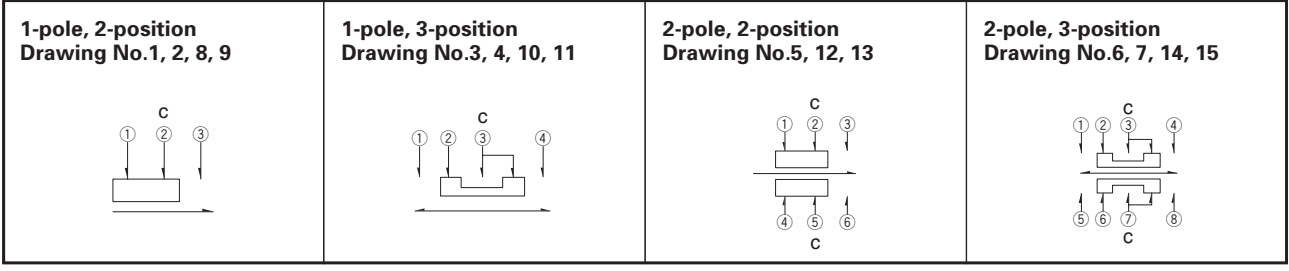 1-pole, 2-position
Drawing No.1, 2, 8, 9
C
① ② ③
1-pole, 3-position
Drawing No.3, 4, 10, 11
C
① ② ③ ④
2-pole, 2-position
Drawing No.5, 12, 13
C
① ② ③
④ ⑤ ⑥
C
2-pole, 3-position
Drawing No.6, 7, 14, 15
C
① ② ③ ④
⑤ ⑥ ⑦ ⑧
C